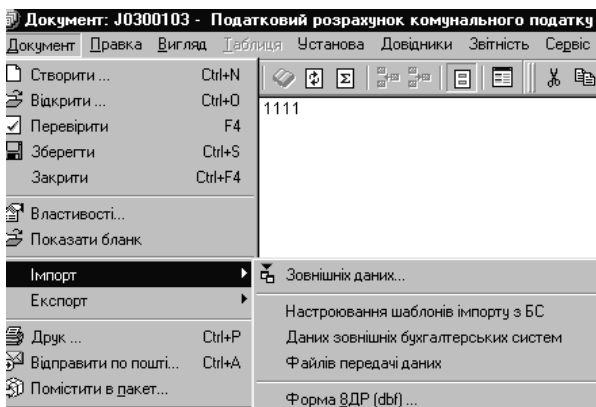 Документ: J0300103 - Податковий розрахунок комунального податку
Документ Правка Вигляд Таблиця Установа Довідники Звітність Сервіс
Створити ... Ctrl+N
Відкрити ... Ctrl+O
Перевірити F4
Зберегти Ctrl+S
Закрити Ctrl+F4
Властивості...
Показати бланк
Імпорт
Експорт
Друк ... Ctrl+P
Відправити по пошті... Ctrl+A
Помістити в пакет...
1111
Зовнішніх даних...
Настроювання шаблонів імпорту з БС
Даних зовнішніх бухгалтерських систем
Файлів передачі даних
Форма 8ДР (dbf) ...